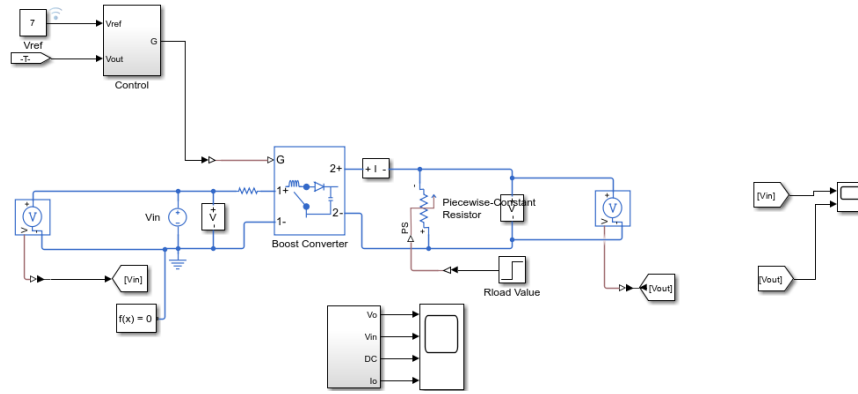 7
Vref
-T-
Vref
Vout
G
Control
G
1+
1-
2+
2-
Boost Converter
+ I -
V
+
V
Vin
+
-
+
V
-
[Vin]
f(x) = 0
-
+
Piecewise-Constant
Resistor
PS
V
-
Rload Value
+
V
V
[Vout]
[Vin]
[Vout]
Vo
Vin
DC
Io